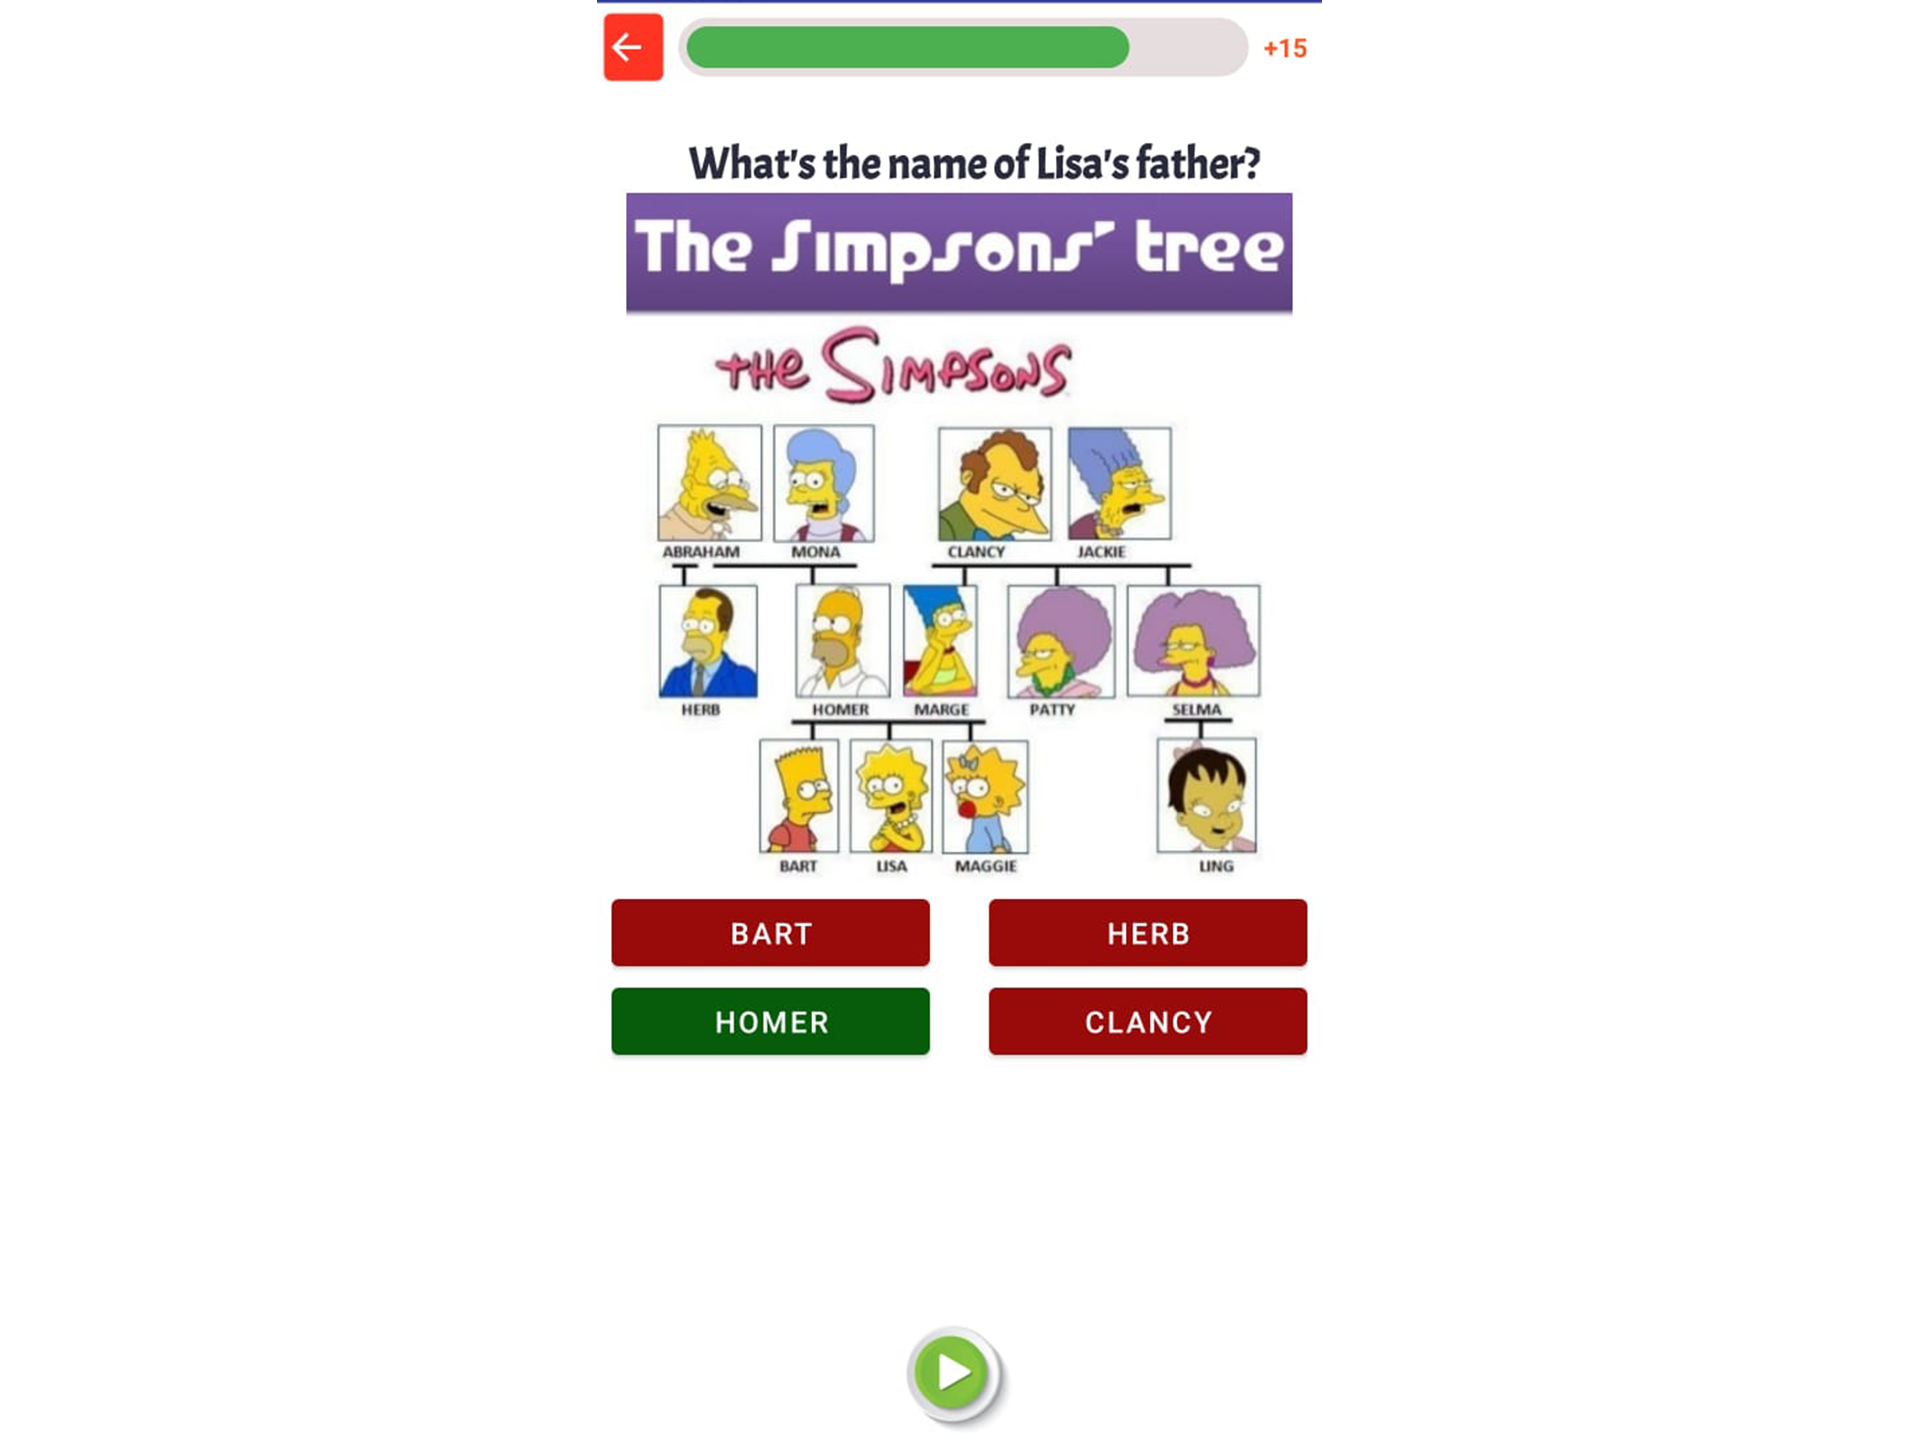 +15
What's the name of Lisa's father?
The Simpsons' tree
THE SIMPSONS
ABRAHAM MONA CLANCY JACKIE
HERB HOMER MARGE PATTY SELMA
BART LISA MAGGIE LING
BART HERB
HOMER CLANCY